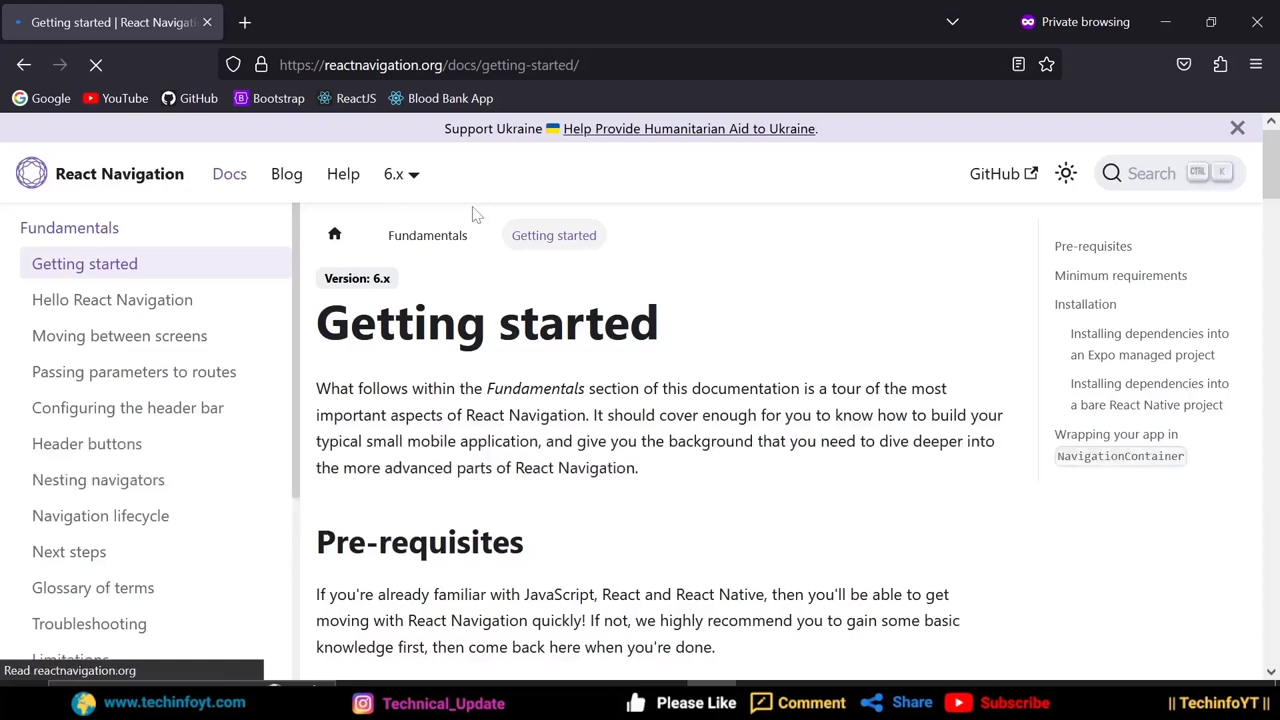 Getting started | React Navigati
Private browsing
https://reactnavigation.org/docs/getting-started/
Google YouTube GitHub Bootstrap ReactJS Blood Bank App
Support Ukraine 🇺🇦 Help Provide Humanitarian Aid to Ukraine.
React Navigation Docs Blog Help 6.x GitHub Search CTRL K
Fundamentals
Getting started
Hello React Navigation
Moving between screens
Passing parameters to routes
Configuring the header bar
Header buttons
Nesting navigators
Navigation lifecycle
Next steps
Glossary of terms
Troubleshooting
Limitations
Read reactnavigation.org
Fundamentals Getting started
Version: 6.x
Getting started
What follows within the Fundamentals section of this documentation is a tour of the most
important aspects of React Navigation. It should cover enough for you to know how to build your
typical small mobile application, and give you the background that you need to dive deeper into
the more advanced parts of React Navigation.
Pre-requisites
If you're already familiar with JavaScript, React and React Native, then you'll be able to get
moving with React Navigation quickly! If not, we highly recommend you to gain some basic
knowledge first, then come back here when you're done.
Pre-requisites
Minimum requirements
Installation
Installing dependencies into
an Expo managed project
Installing dependencies into
a bare React Native project
Wrapping your app in
NavigationContainer
www.techinfoyt.com Technical_Update Please Like Comment Share Subscribe || TechinfoYT ||